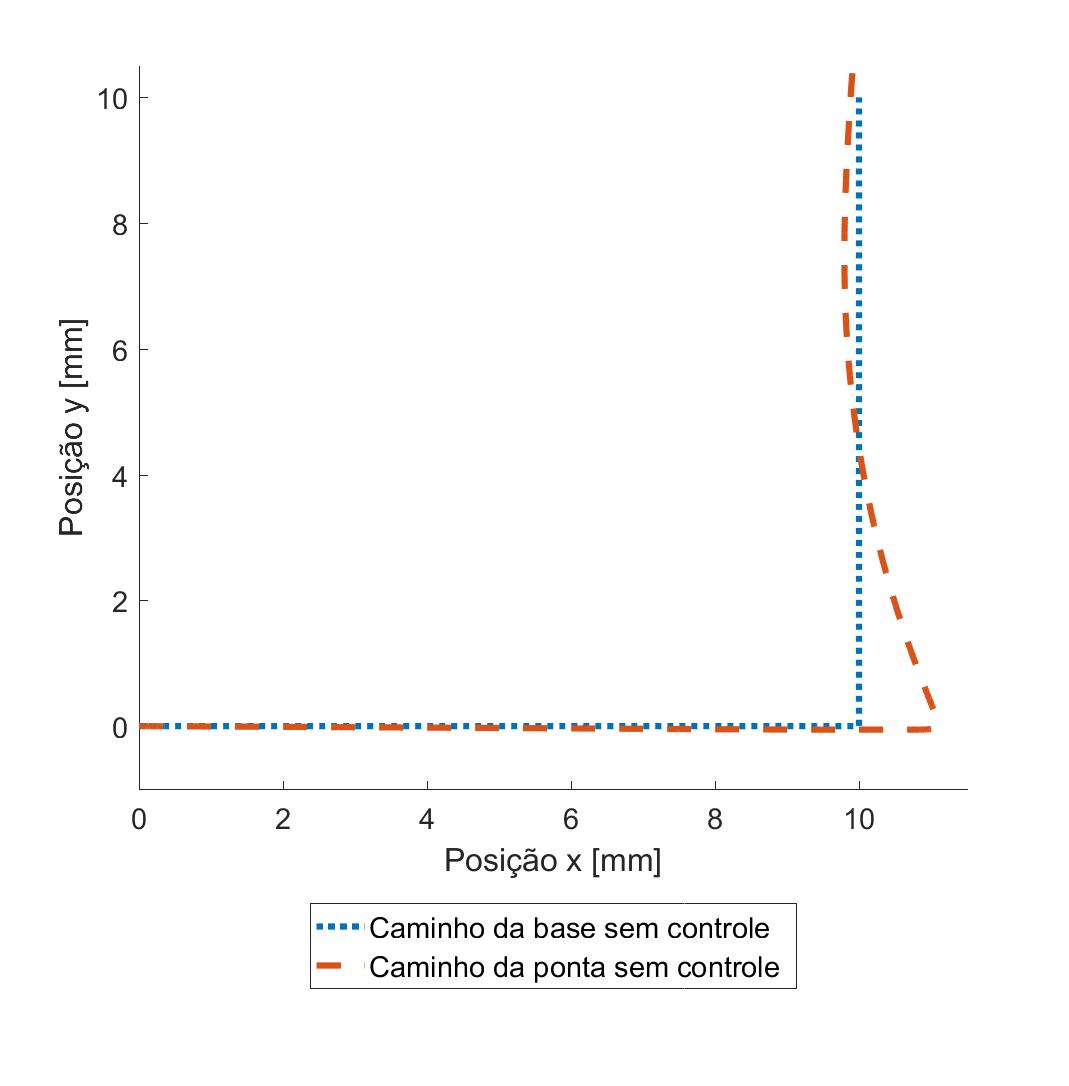 10
8
6
4
2
0
Posição y [mm]
0 2 4 6 8 10
Posição x [mm]
Caminho da base sem controle
Caminho da ponta sem controle